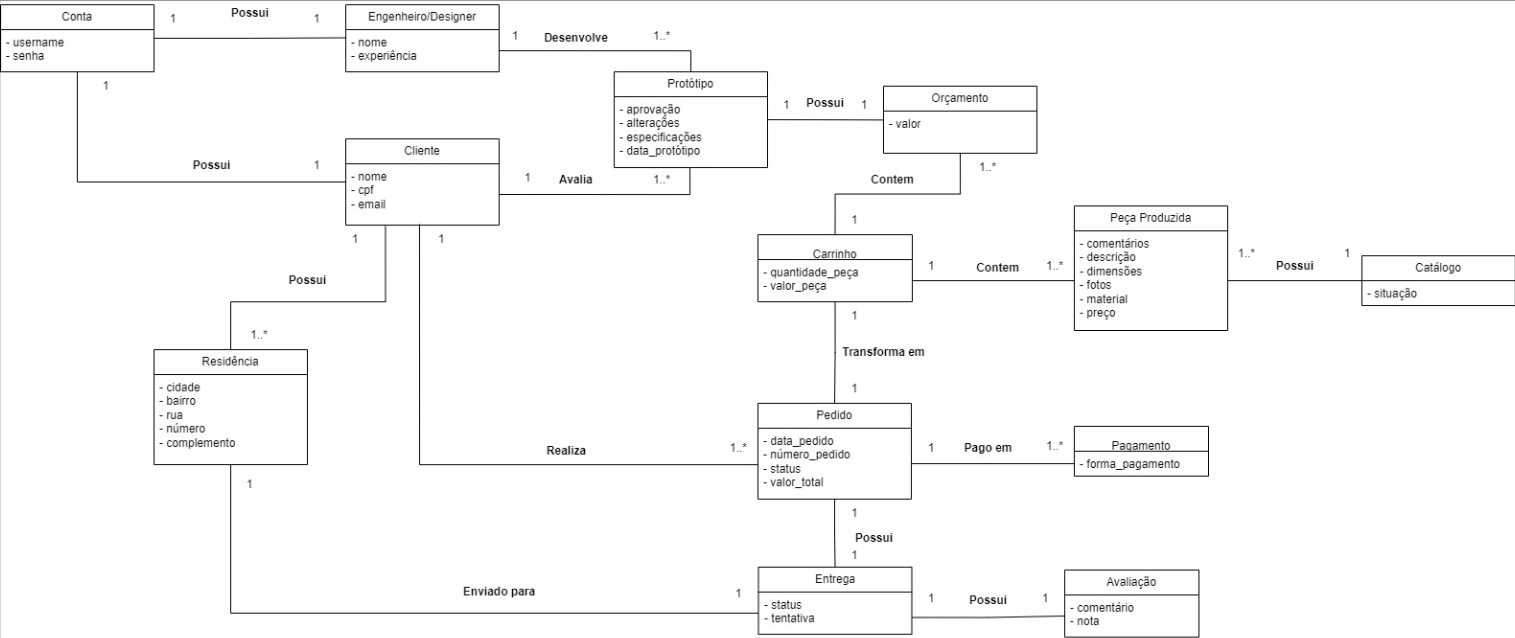 Conta
- username
- senha
1
Possui
1
Engenheiro/Designer
- nome
- experiência
1
Desenvolve
1..*
Protótipo
- aprovação
- alterações
- especificações
- data_protótipo
1
Possui
1
Orçamento
- valor
1
Possui
1
Cliente
- nome
- cpf
- email
1
Avalia
1..*
1..*
Contem
1
Carrinho
- quantidade_peça
- valor_peça
1
Contem
1..*
Peça Produzida
- comentários
- descrição
- dimensões
- fotos
- material
- preço
1..*
Possui
1
Catálogo
- situação
1
Possui
1..*
Residência
- cidade
- bairro
- rua
- número
- complemento
1
Realiza
1..*
1
Transforma em
1
Pedido
- data_pedido
- número_pedido
- status
- valor_total
1
Pago em
1..*
Pagamento
- forma_pagamento
1
Possui
1
1
Enviado para
1
Entrega
- status
- tentativa
1
Possui
1
Avaliação
- comentário
- nota